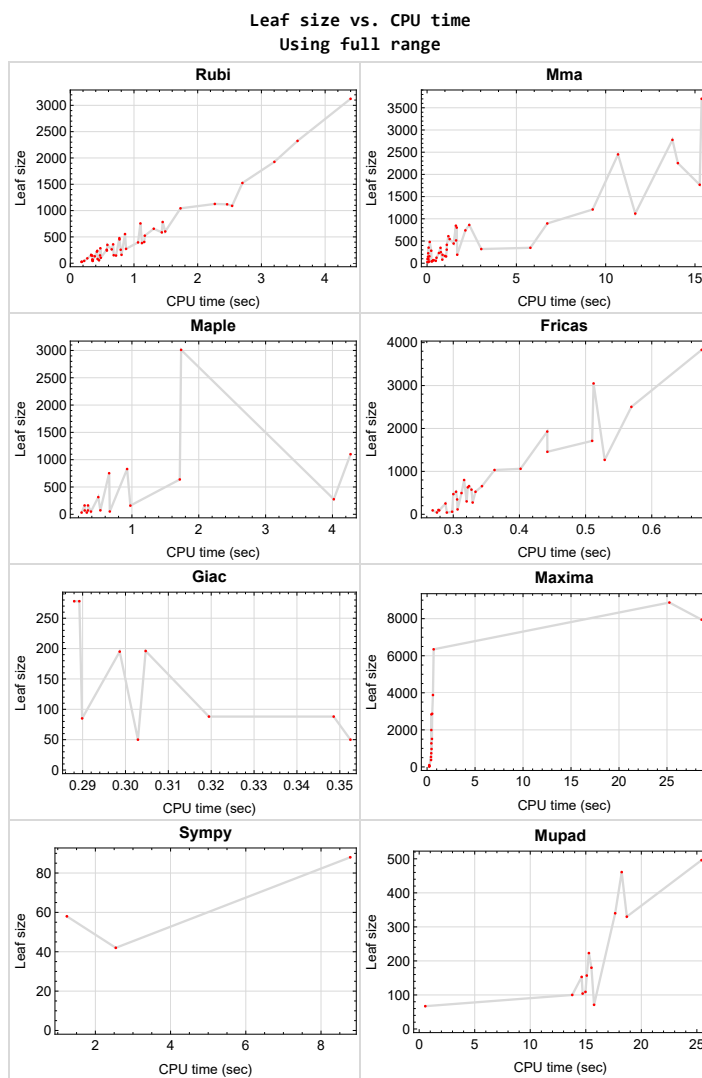 Leaf size vs. CPU time
Using full range
Rubi
Leaf size
3000
2500
2000
1500
1000
500
0
0 1 2 3 4
CPU time (sec)
Mma
Leaf size
3500
3000
2500
2000
1500
1000
500
0
0 5 10 15
CPU time (sec)
Maple
Leaf size
3000
2500
2000
1500
1000
500
0
1 2 3 4
CPU time (sec)
Fricas
Leaf size
4000
3000
2000
1000
0
0.3 0.4 0.5 0.6
CPU time (sec)
Giac
Leaf size
250
200
150
100
50
0
0.29 0.30 0.31 0.32 0.33 0.34 0.35
CPU time (sec)
Maxima
Leaf size
8000
6000
4000
2000
0
0 5 10 15 20 25
CPU time (sec)
Sympy
Leaf size
80
60
40
20
0
2 4 6 8
CPU time (sec)
Mupad
Leaf size
500
400
300
200
100
0
0 5 10 15 20 25
CPU time (sec)